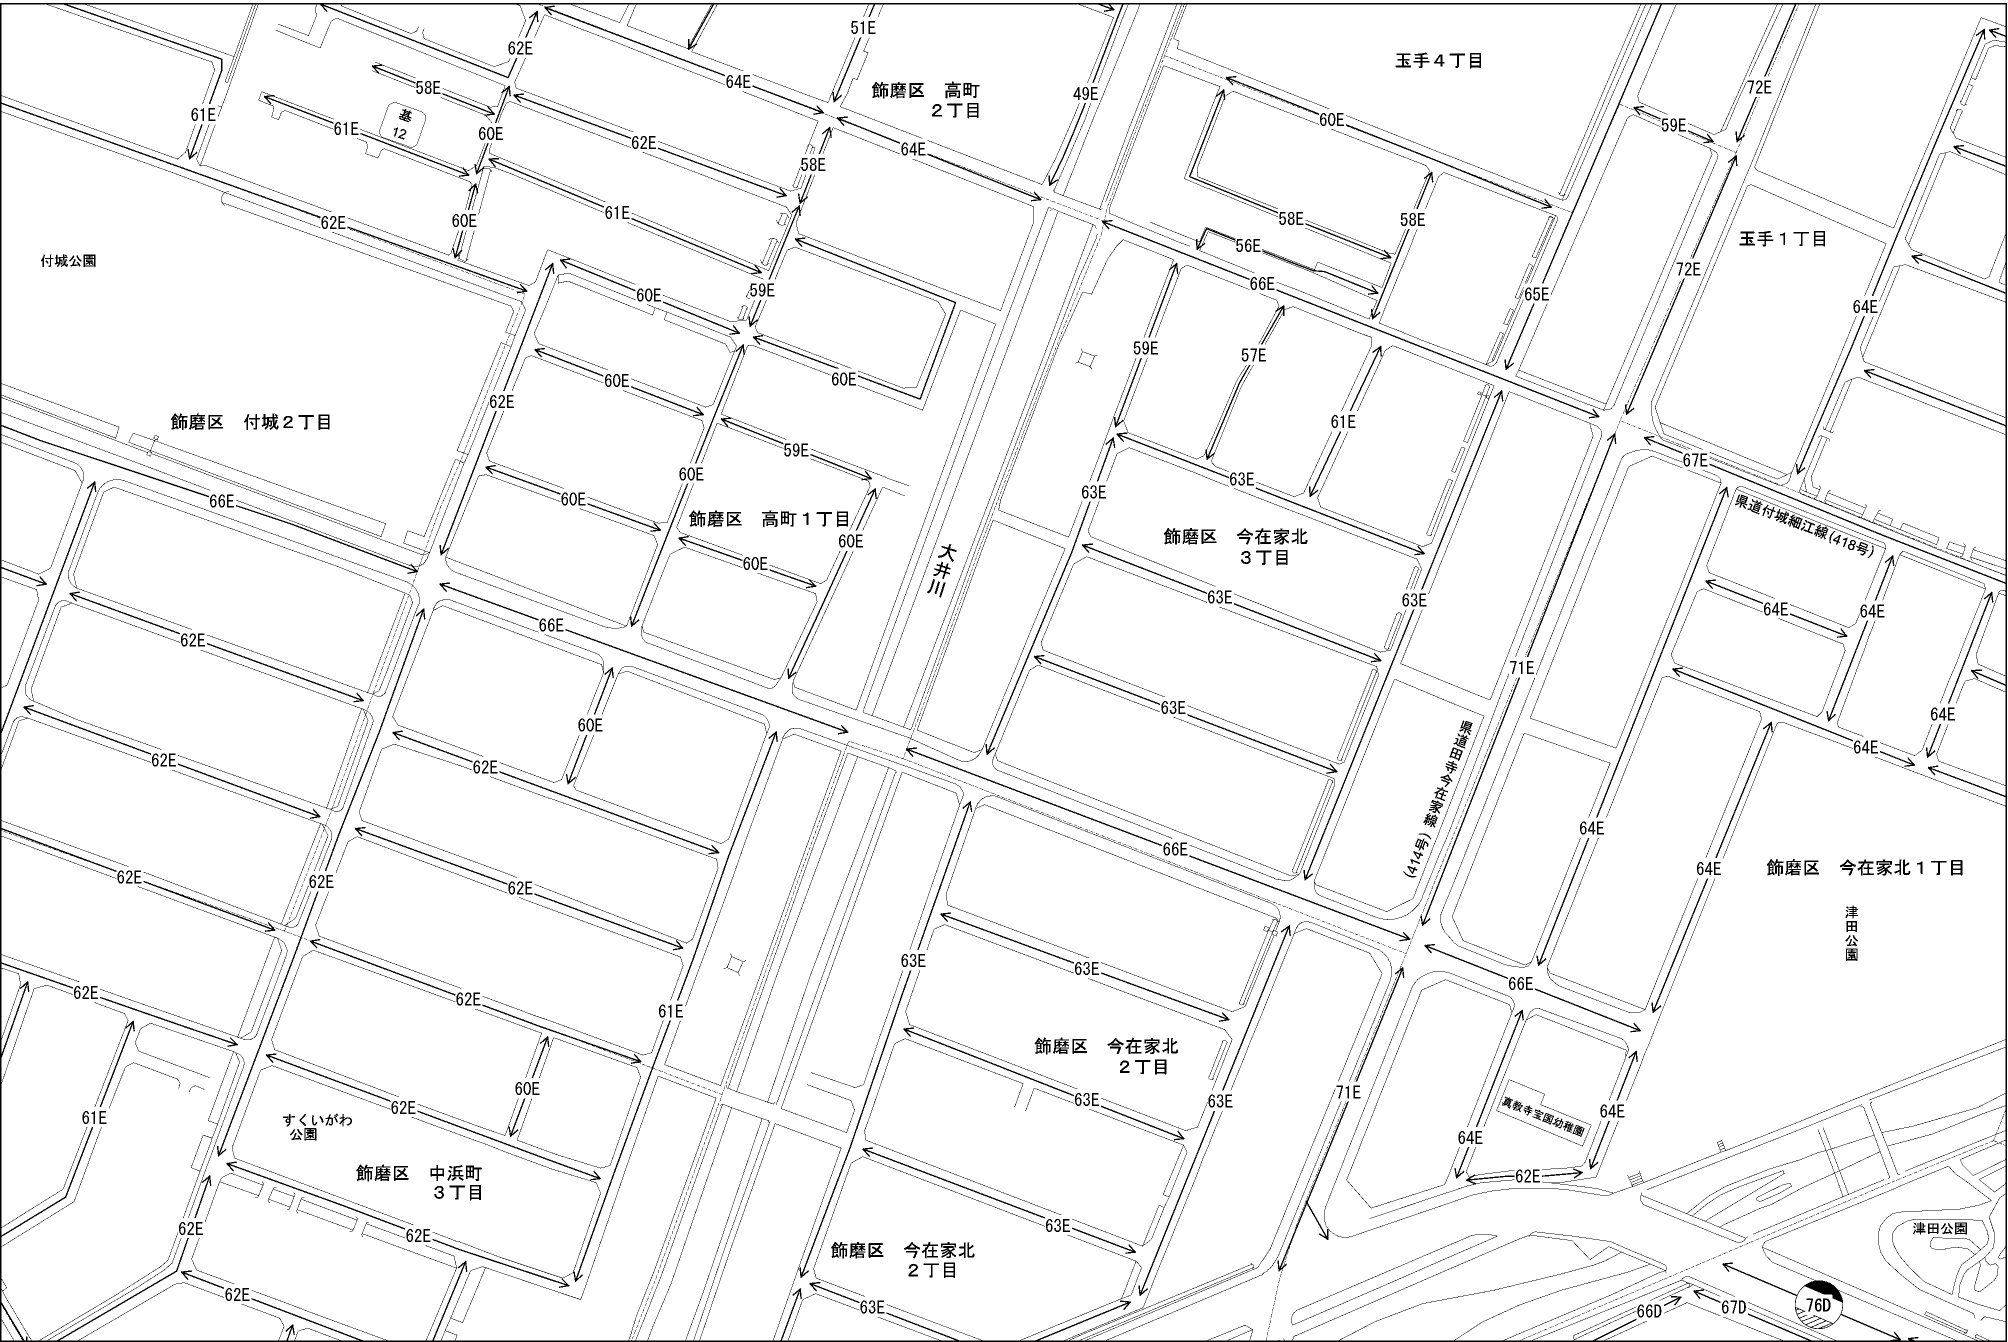 62E
51E
64E
58E
61E
基
12
61E
60E
62E
飾磨区　高町
２丁目
49E
64E
58E
玉手４丁目
60E
59E
72E
62E
60E
61E
58E
58E
56E
66E
72E
玉手１丁目
付城公園
60E
59E
65E
64E
59E
57E
60E
60E
62E
61E
飾磨区　付城２丁目
59E
60E
67E
66E
60E
63E
63E
県道付城細江線(418号)
飾磨区　高町１丁目
60E
60E
大井川
飾磨区　今在家北
３丁目
63E
63E
64E
64E
62E
66E
71E
60E
63E
64E
64E
62E
62E
県道田寺今在家線
(414号)
64E
66E
62E
62E
62E
64E
飾磨区　今在家北１丁目
津田公園
63E
63E
62E
62E
61E
66E
飾磨区　今在家北
２丁目
60E
62E
61E
すくいがわ
公園
63E
63E
71E
真教寺宝国幼稚園
64E
64E
62E
飾磨区　中浜町
３丁目
62E
62E
63E
津田公園
飾磨区　今在家北
２丁目
62E
63E
66D
67D
76D